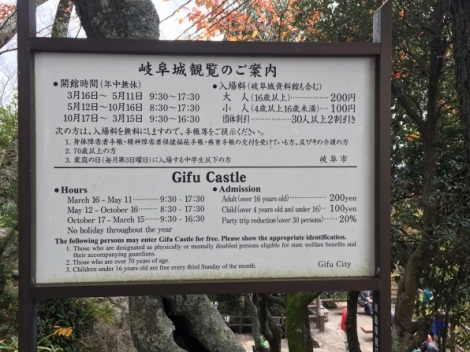 岐阜城観覧のご案内
●開館時間(年中無休)
3月16日〜 5月11日 9:30〜17:30
5月12日〜10月16日 8:30〜17:30
10月17日〜 3月15日 9:30〜16:30
●入場料(岐阜城資料館も含む)
大 人(16歳以上)……200円
小 人(4歳以上16歳未満)……100円
団体割引……30人以上2割引き
次の方は、入場料を無料にしますので、手帳等をご提示ください。
1. 身体障害者手帳・精神障害者保健福祉手帳・療育手帳の交付を受けている方、及びその介護の方
2. 70歳以上の方
3. 家庭の日(毎月第3日曜日)に入場する中学生以下の方
岐阜市
Gifu Castle
●Hours
March 16 - May 11 9:30 - 17:30
May 12 - October 16 8:30 - 17:30
October 17 - March 15 9:30 - 16:30
No holiday throughout the year
●Admission
Adult (over 16 years old) 200yen
Child (over 4 years old and under 16) 100yen
Party trip reduction (over 30 persons) 20%
The following persons may enter Gifu Castle for free. Please show the appropriate identification.
1. Those who are designated as physically or mentally disabled persons eligible for state welfare benefits and
their accompanying guardians.
2. Those who are over 70 years of age.
3. Children under 16 years old are free every third Sunday of the month.
Gifu City